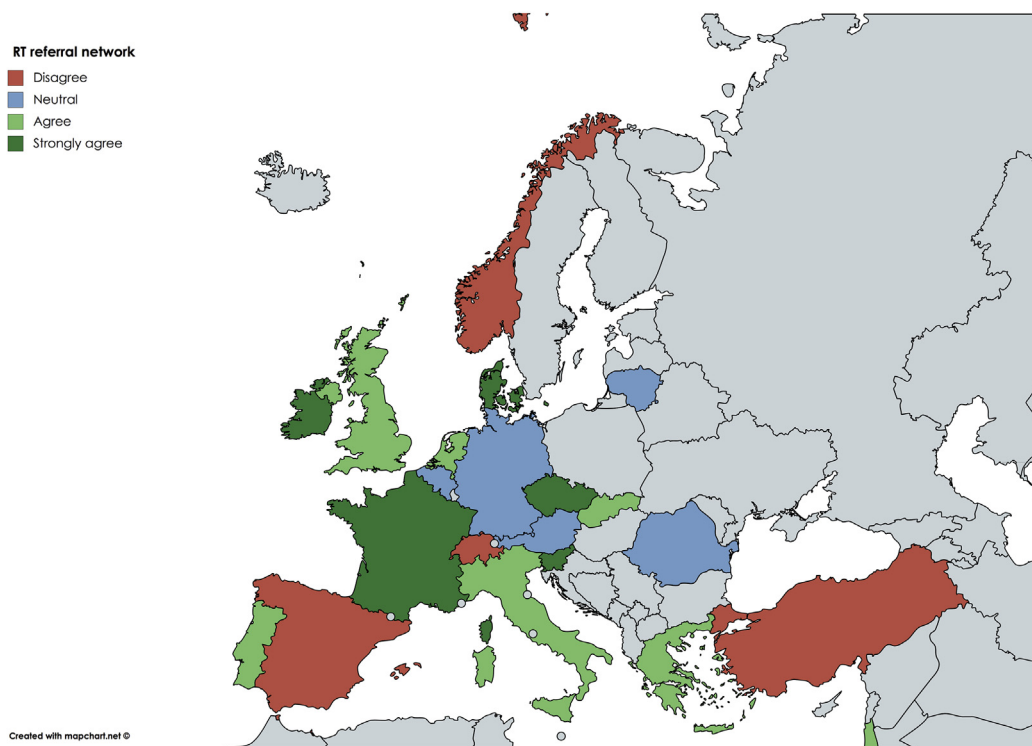 RT referral network
Disagree
Neutral
Agree
Strongly agree
Created with mapchart.net ©